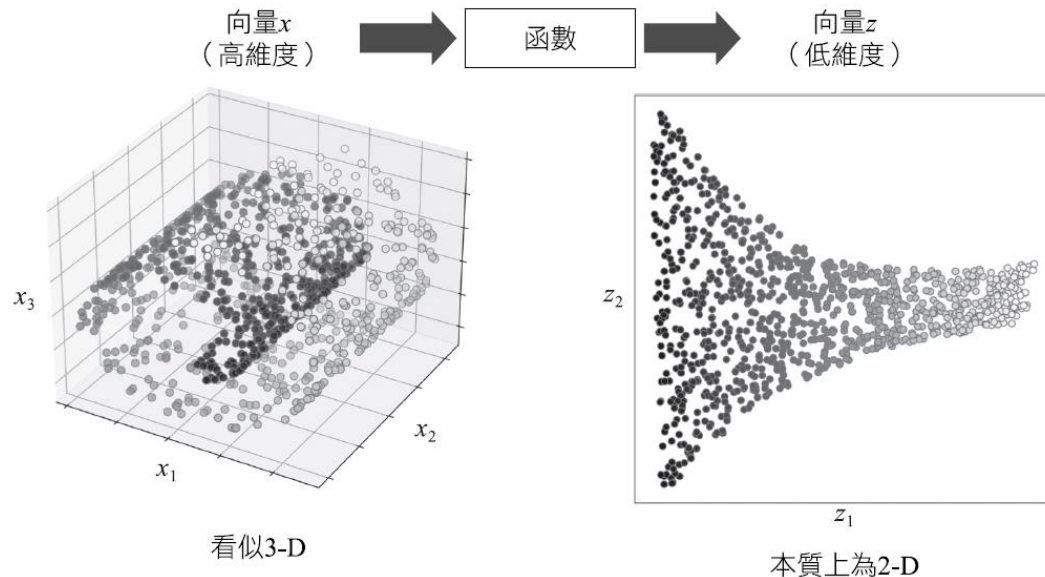 向量x
（高維度）
函數
向量z
（低維度）
x3
x1
x2
看似3-D
z2
z1
本質上為2-D